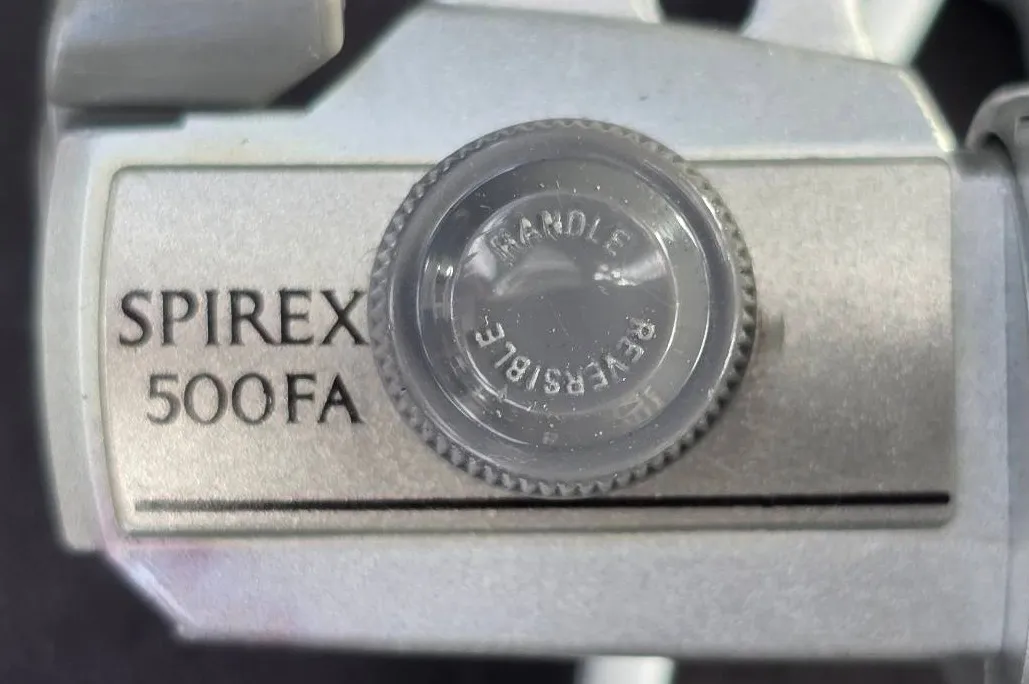 SPIREX
500FA
HANDLE
REVERSIBLE